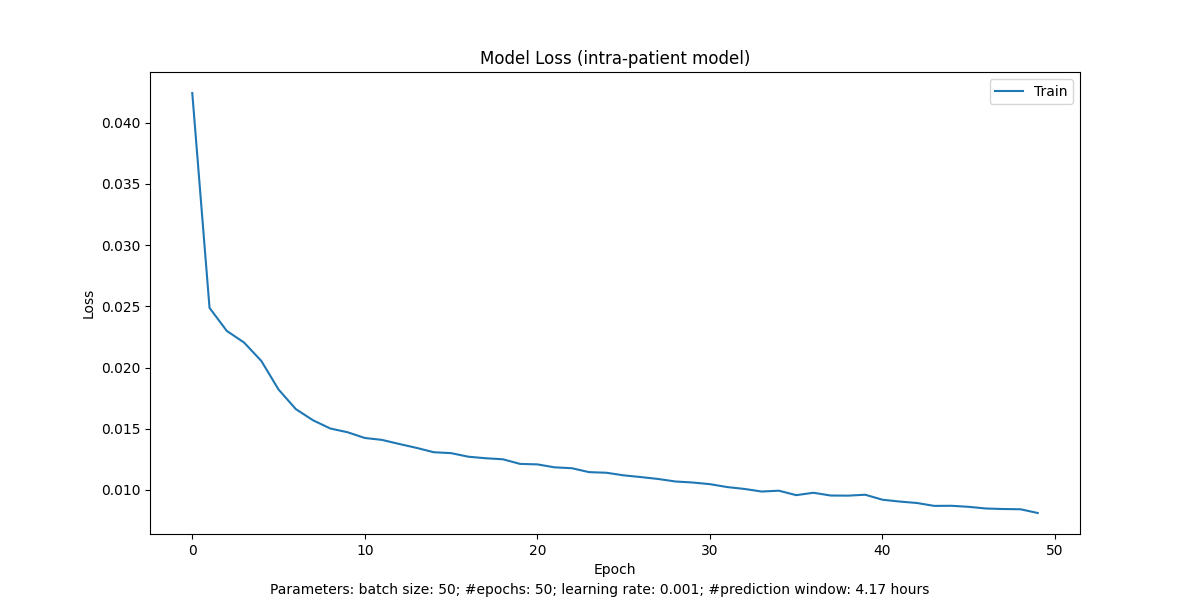 Model Loss (intra-patient model)
Train
0.040
0.035
0.030
0.025
0.020
0.015
0.010
Loss
0 10 20 30 40 50
Epoch
Parameters: batch size: 50; #epochs: 50; learning rate: 0.001; #prediction window: 4.17 hours